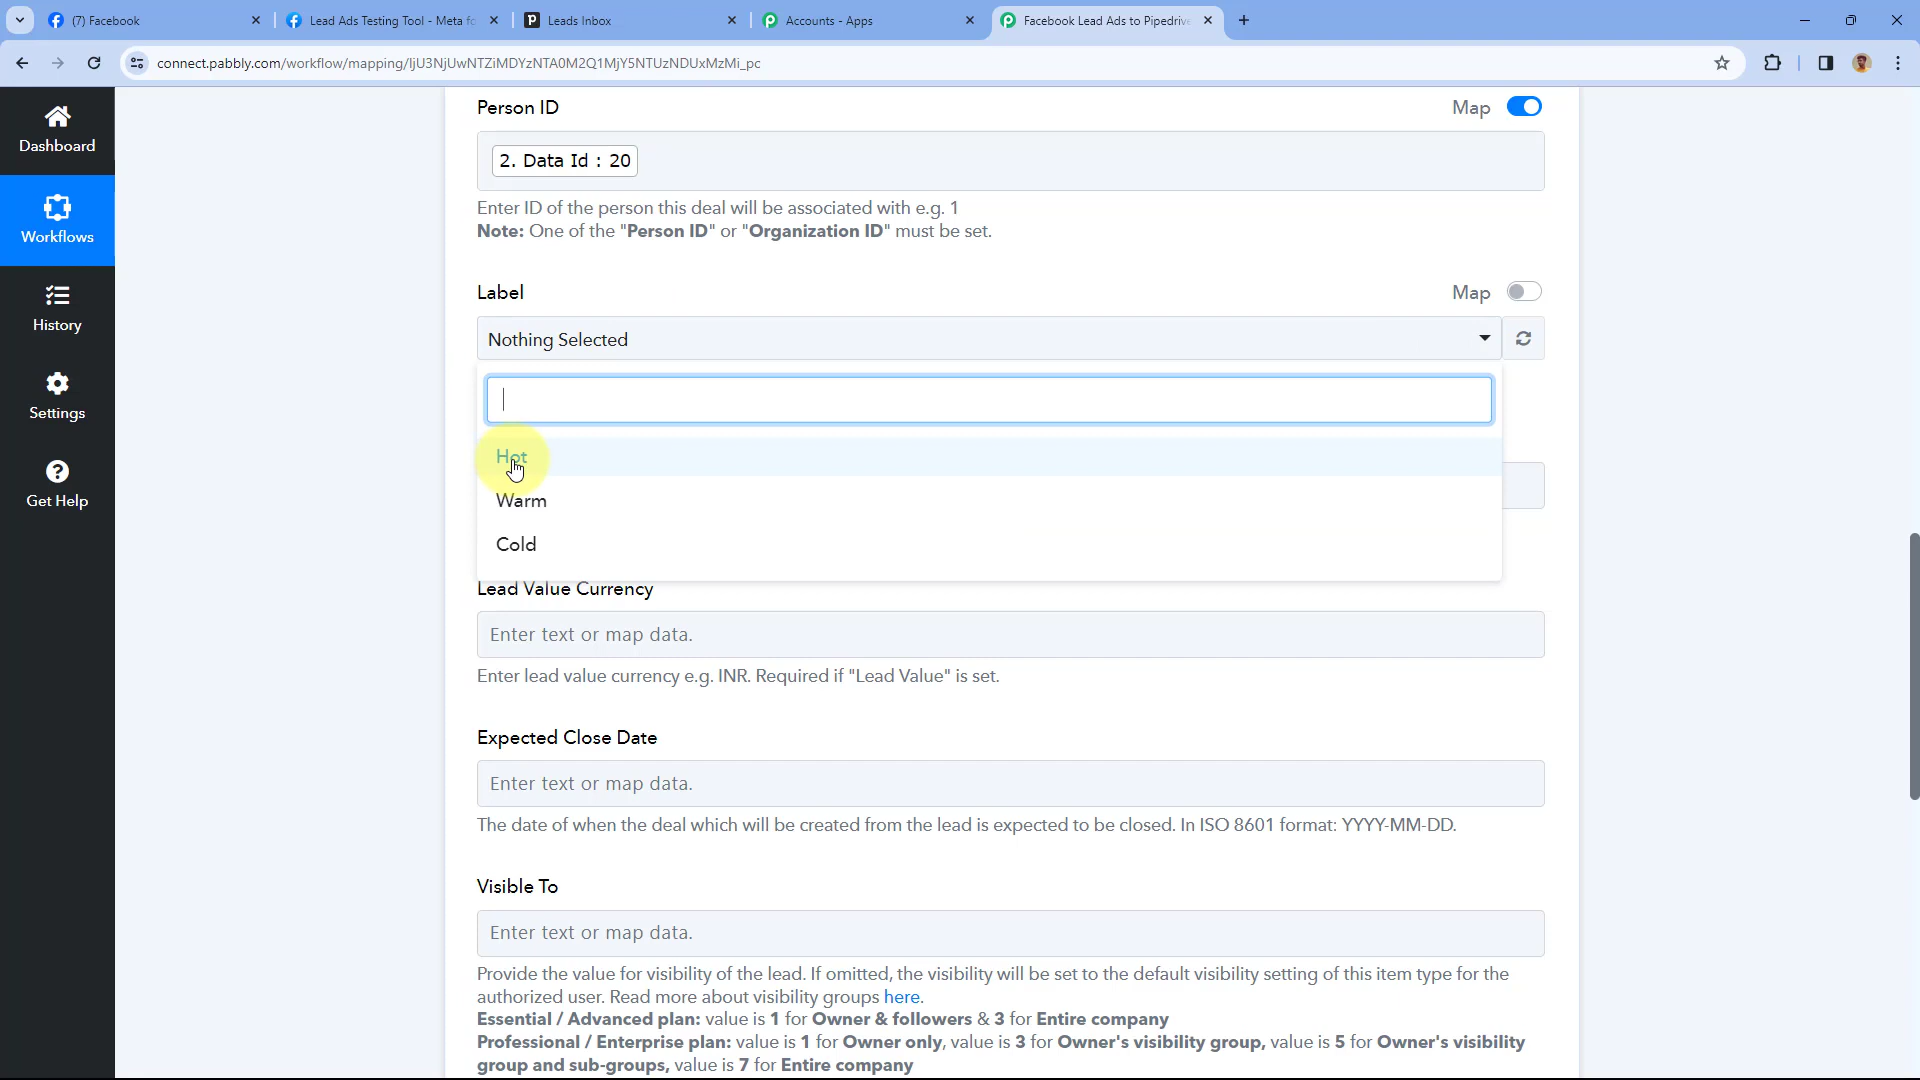 (7) Facebook
Lead Ads Testing Tool - Meta fo
Leads Inbox
Accounts - Apps
Facebook Lead Ads to Pipedrive
connect.pabbly.com/workflow/mapping/IjU3NjUwNTZiMDYzNTA0M2Q1MjY5NTUzNDUxMzMi_pc
Dashboard
Workflows
History
Settings
Get Help
Person ID
Map
2. Data Id : 20
Enter ID of the person this deal will be associated with e.g. 1
Note: One of the "Person ID" or "Organization ID" must be set.
Label
Map
Nothing Selected
Hot
Warm
Cold
Lead Value Currency
Enter text or map data.
Enter lead value currency e.g. INR. Required if "Lead Value" is set.
Expected Close Date
Enter text or map data.
The date of when the deal which will be created from the lead is expected to be closed. In ISO 8601 format: YYYY-MM-DD.
Visible To
Enter text or map data.
Provide the value for visibility of the lead. If omitted, the visibility will be set to the default visibility setting of this item type for the
authorized user. Read more about visibility groups here.
Essential / Advanced plan: value is 1 for Owner & followers & 3 for Entire company
Professional / Enterprise plan: value is 1 for Owner only, value is 3 for Owner's visibility group, value is 5 for Owner's visibility
group and sub-groups, value is 7 for Entire company